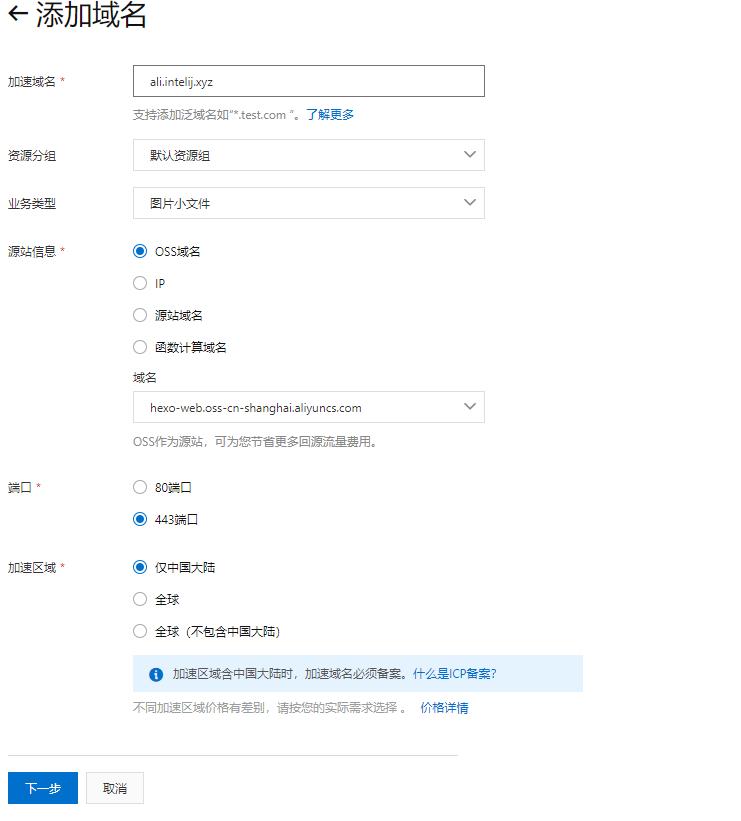 ← 添加域名
加速域名 *
ali.intelij.xyz
支持添加泛域名如“*.test.com ”。了解更多
资源分组
默认资源组
业务类型
图片小文件
源站信息 *
OSS域名
IP
源站域名
函数计算域名
域名
hexo-web.oss-cn-shanghai.aliyuncs.com
OSS作为源站，可为您节省更多回源流量费用。
端口 *
80端口
443端口
加速区域 *
仅中国大陆
全球
全球（不包含中国大陆）
加速区域含中国大陆时，加速域名必须备案。什么是ICP备案?
不同加速区域价格有差别，请按您的实际需求选择 。 价格详情
下一步 取消